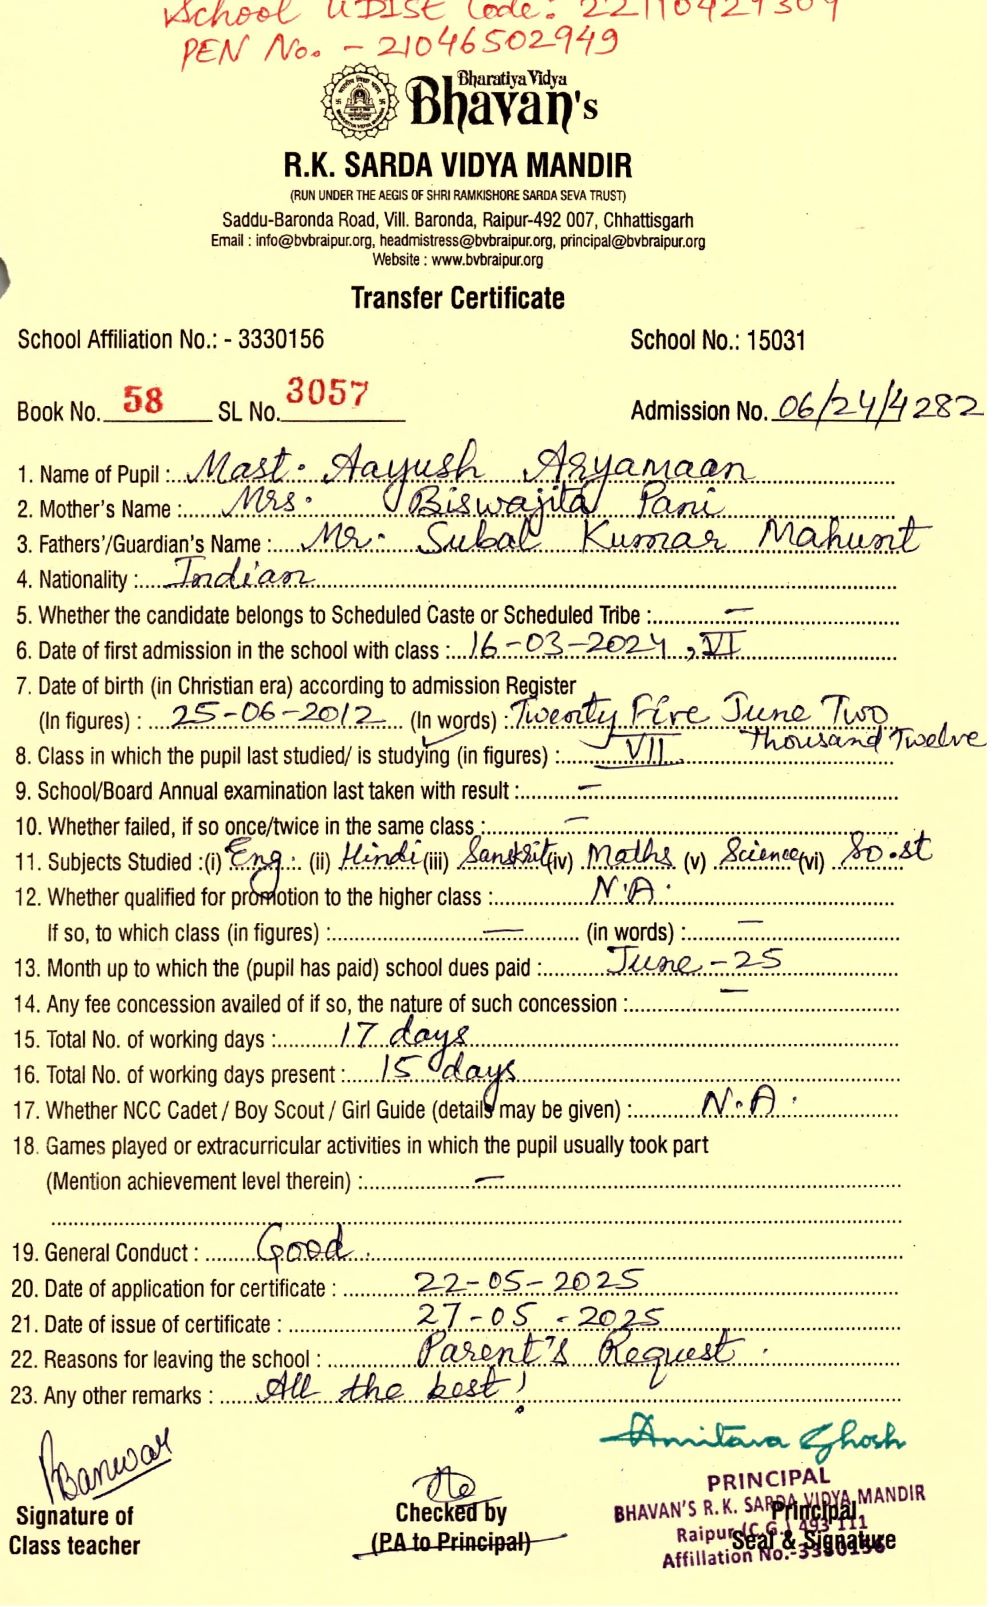 School UDISE Code: 22110429309
PEN No. - 21046502949
Bharatiya Vidya
Bhavan's
R.K. SARDA VIDYA MANDIR
(RUN UNDER THE AEGIS OF SHRI RAMKISHORE SARDA SEVA TRUST)
Saddu-Baronda Road, Vill. Baronda, Raipur-492 007, Chhattisgarh
Email : info@bvbraipur.org, headmistress@bvbraipur.org, principal@bvbraipur.org
Website : www.bvbraipur.org
Transfer Certificate
School Affiliation No.: - 3330156 School No.: 15031
Book No. 58 SL No. 3057 Admission No. 06/24/4282
1. Name of Pupil : Mast. Aayush Aryamaan
2. Mother's Name : Mrs. Biswajita Pani
3. Fathers'/Guardian's Name : Mr. Subal Kumar Mahunt
4. Nationality : Indian
5. Whether the candidate belongs to Scheduled Caste or Scheduled Tribe : —
6. Date of first admission in the school with class : 16-03-2024, VI
7. Date of birth (in Christian era) according to admission Register
(In figures) : 25-06-2012 (In words) : Twenty Five June Two
Thousand Twelve
8. Class in which the pupil last studied/ is studying (in figures) : VII
9. School/Board Annual examination last taken with result : —
10. Whether failed, if so once/twice in the same class : —
11. Subjects Studied :(i) Eng. (ii) Hindi (iii) Sanskrit (iv) Maths (v) Science (vi) So.st
12. Whether qualified for promotion to the higher class : N.A.
If so, to which class (in figures) : — (in words) : —
13. Month up to which the (pupil has paid) school dues paid : June-25
14. Any fee concession availed of if so, the nature of such concession : —
15. Total No. of working days : 17 days
16. Total No. of working days present : 15 days
17. Whether NCC Cadet / Boy Scout / Girl Guide (details may be given) : N.A.
18. Games played or extracurricular activities in which the pupil usually took part
(Mention achievement level therein) : —
19. General Conduct : Good.
20. Date of application for certificate : 22-05-2025
21. Date of issue of certificate : 27-05-2025
22. Reasons for leaving the school : Parent's Request.
23. Any other remarks : All the best!
Banwar
Amitava Ghosh
Signature of
Class teacher
Checked by
(PA to Principal)
PRINCIPAL
BHAVAN'S R. K. SARDA VIDYA MANDIR
Raipur (C.G.) 493 111
Affillation No.-3330156
Principal
Seal & Signature